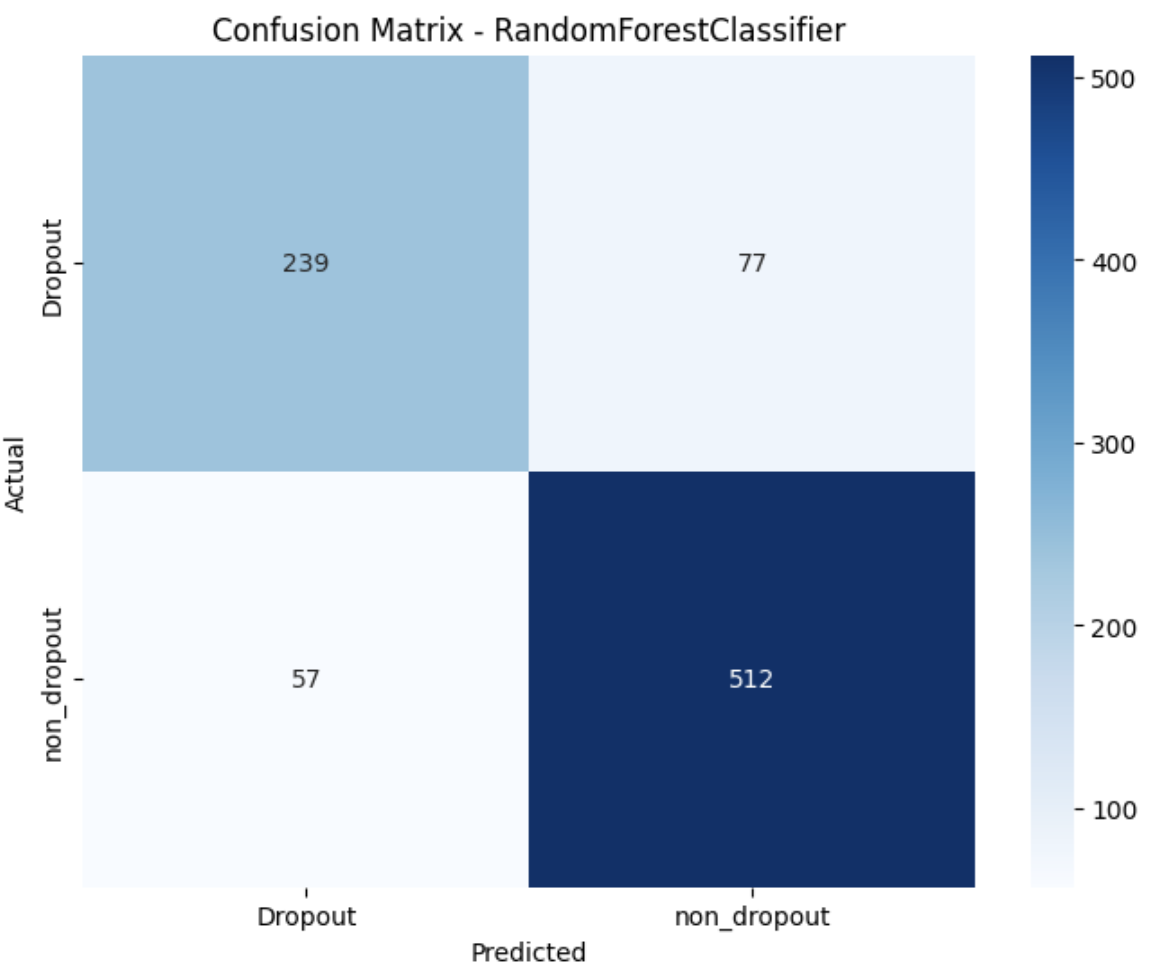 Confusion Matrix - RandomForestClassifier
Actual
Dropout
non_dropout
239
77
57
512
Dropout
non_dropout
Predicted
500
400
300
200
100